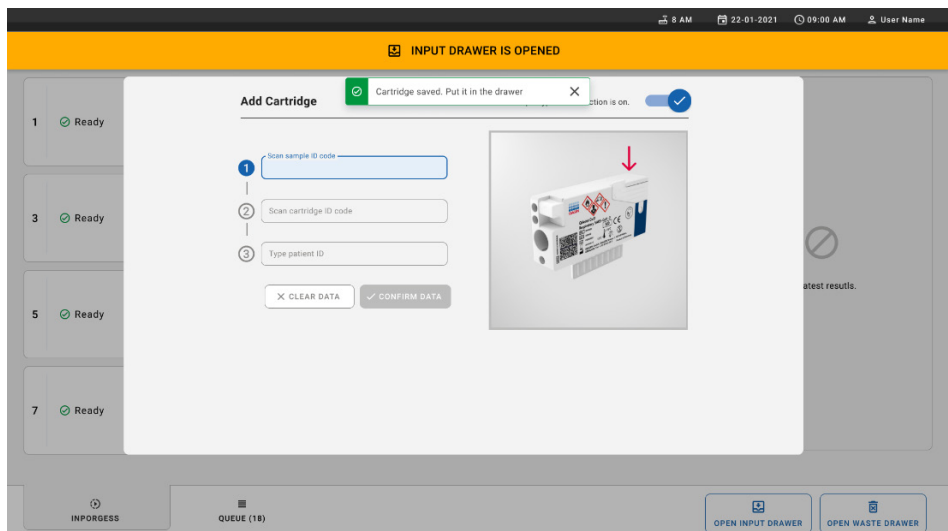 8 AM 22-01-2021 09:00 AM User Name
INPUT DRAWER IS OPENED
Cartridge saved. Put it in the drawer
Add Cartridge
ction is on.
1 Ready
Scan sample ID code
1
2 Scan cartridge ID code
3 Ready
3 Type patient ID
atest resutls.
CLEAR DATA CONFIRM DATA
5 Ready
7 Ready
INPORGESS
QUEUE (18)
OPEN INPUT DRAWER
OPEN WASTE DRAWER